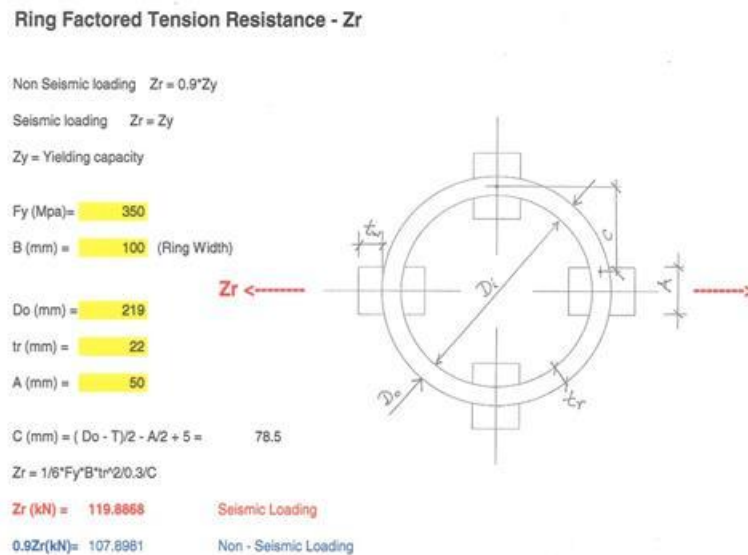 Ring Factored Tension Resistance - Zr
Non Seismic loading Zr = 0.9*Zy
Seismic loading Zr = Zy
Zy = Yielding capacity
Fy (Mpa)= 350
B (mm) = 100 (Ring Width)
Do (mm) = 219
tr (mm) = 22
A (mm) = 50
C (mm) = ( Do - T)/2 - A/2 + 5 = 78.5
Zr = 1/6*Fy*B*tr^2/0.3/C
Zr (kN) = 119.8868 Seismic Loading
0.9Zr(kN)= 107.8981 Non - Seismic Loading
Zr <-------
------->
tw
C
Di
A
Do
tr